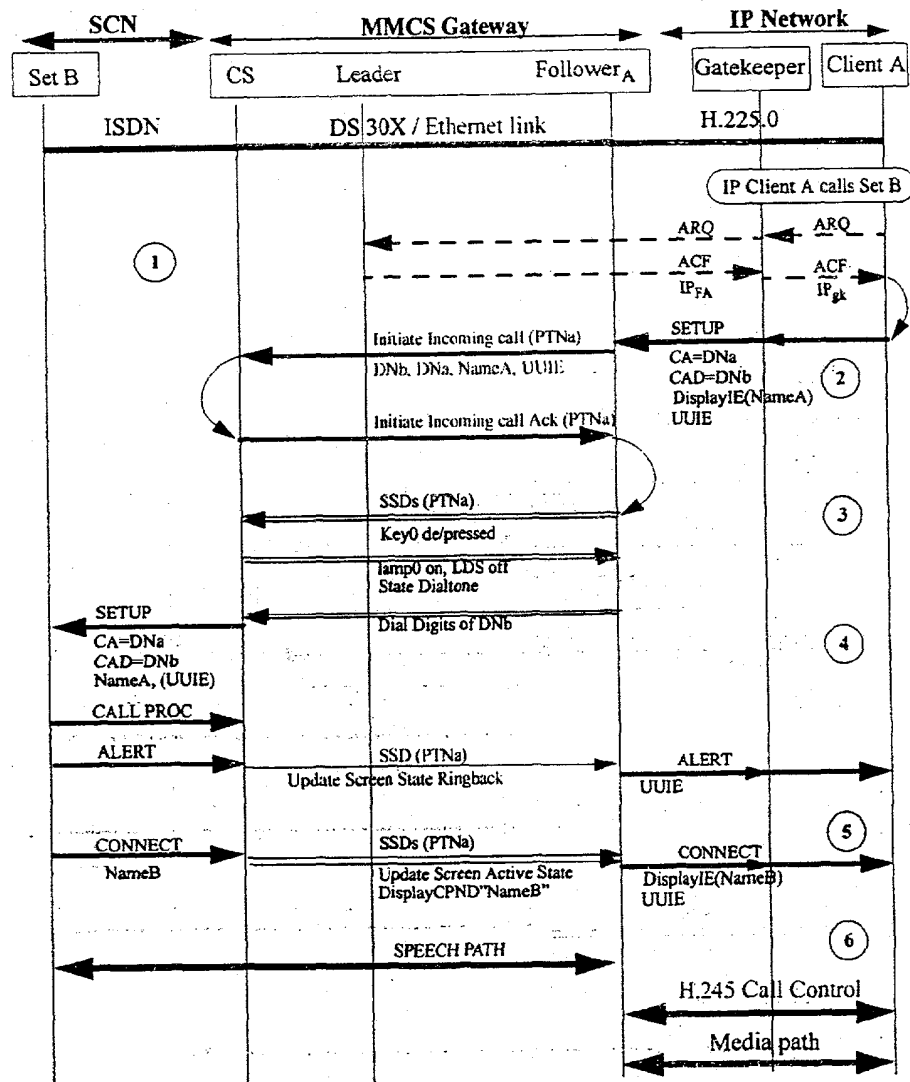 SCN
MMCS Gateway
IP Network
Set B
CS
Leader
FollowerA
Gatekeeper
Client A
ISDN
DS 30X / Ethernet link
H.225.0
IP Client A calls Set B
1
ARQ
ARQ
ACF
IPFA
ACF
IPgk
Initiate Incoming call (PTNa)
DNb, DNa, NameA, UUIE
SETUP
CA=DNa
CAD=DNb
DisplayIE(NameA)
UUIE
2
Initiate Incoming call Ack (PTNa)
SSDs (PTNa)
Key0 de/pressed
3
lamp0 on, LDS off
State Dialtone
SETUP
CA=DNa
CAD=DNb
NameA, (UUIE)
Dial Digits of DNb
4
CALL PROC
ALERT
SSD (PTNa)
Update Screen State Ringback
ALERT
UUIE
CONNECT
NameB
SSDs (PTNa)
Update Screen Active State
DisplayCPND"NameB"
5
CONNECT
DisplayIE(NameB)
UUIE
6
SPEECH PATH
H.245 Call Control
Media path